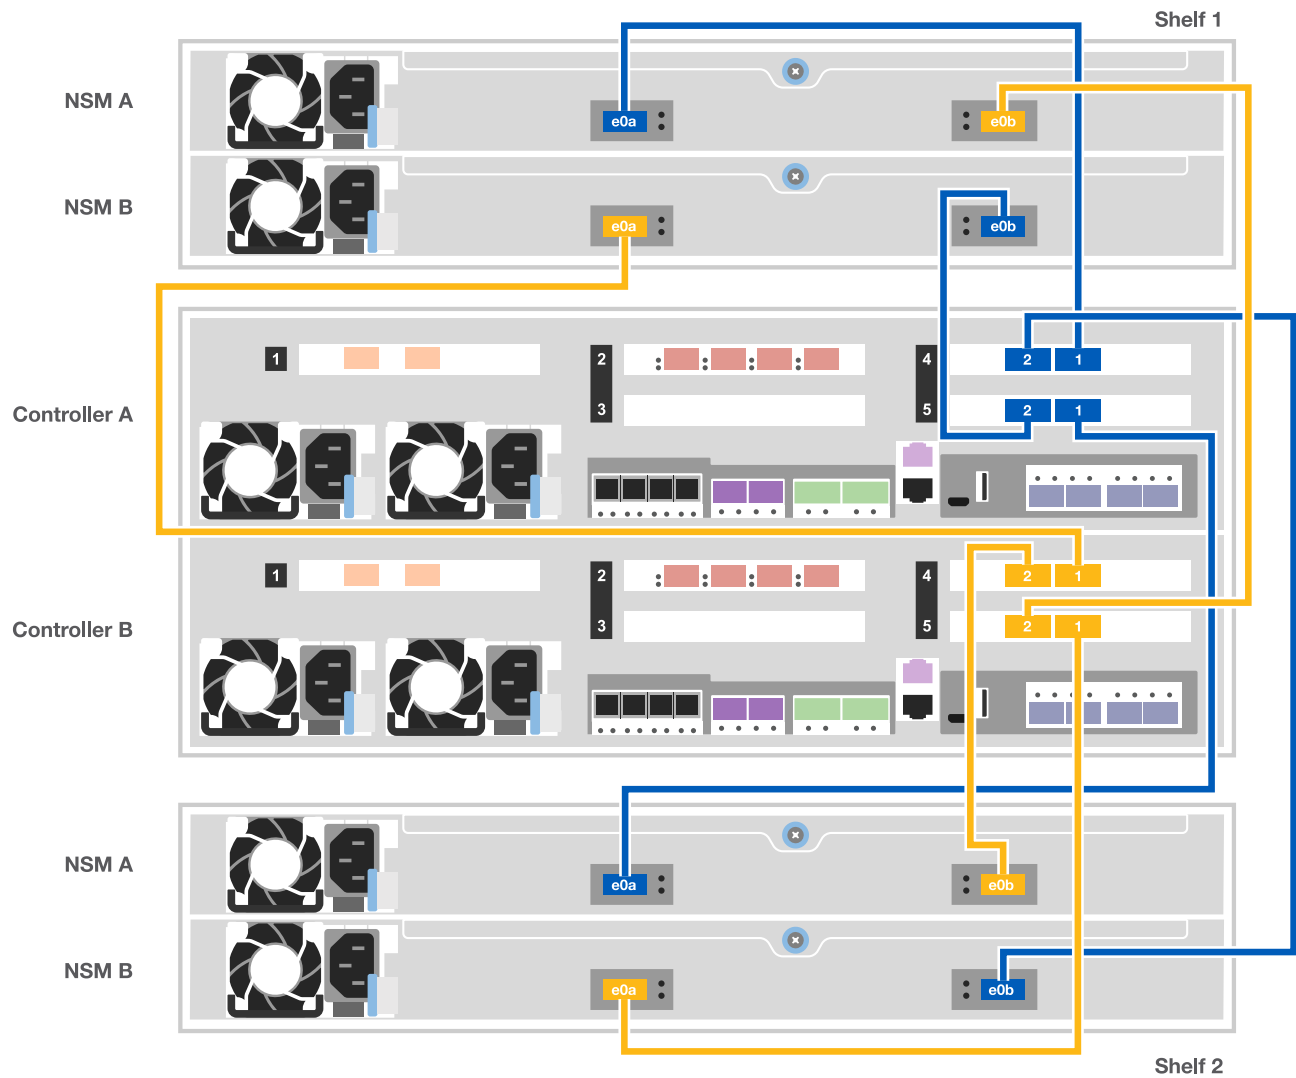 Shelf 1
NSM A
e0a
e0b
NSM B
e0a
e0b
1
2
4
2
1
Controller A
3
5
2
1
1
2
4
2
1
Controller B
3
5
2
1
NSM A
e0a
e0b
NSM B
e0a
e0b
Shelf 2